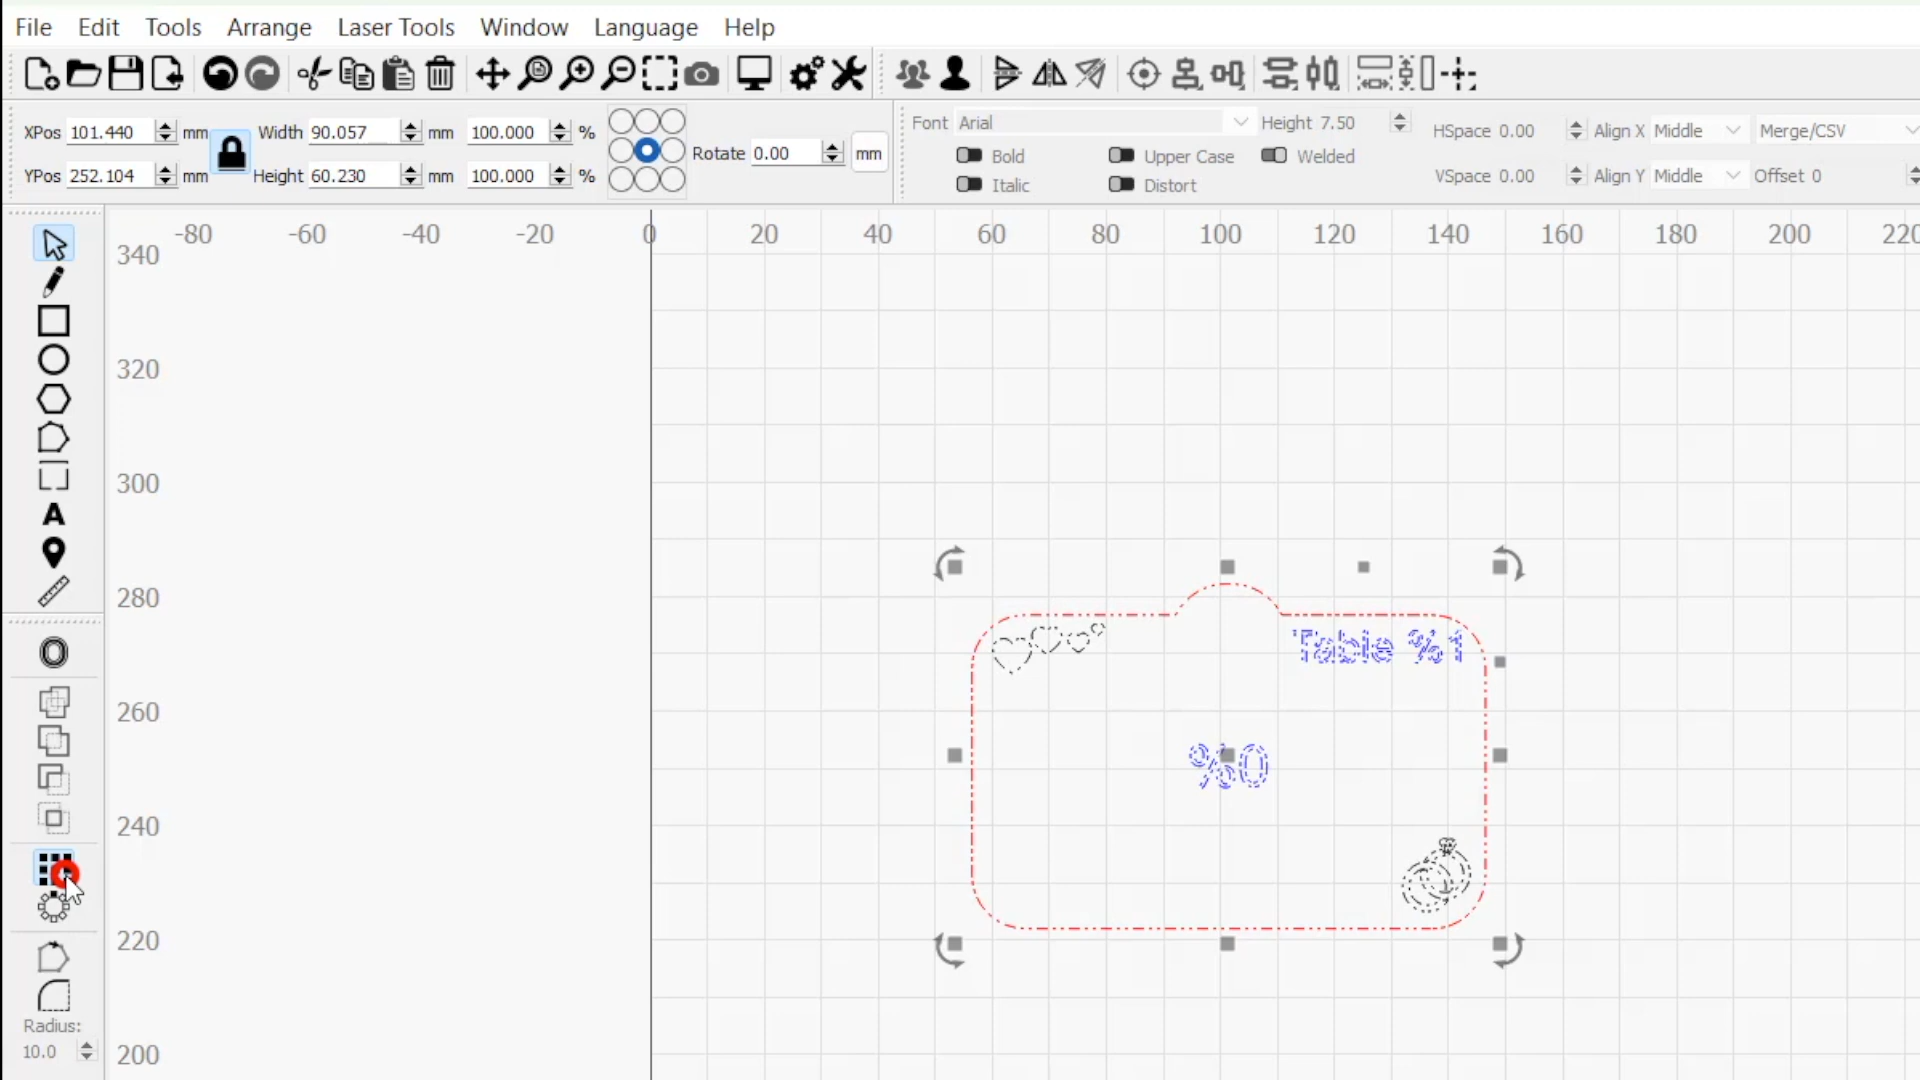 File Edit Tools Arrange Laser Tools Window Language Help
XPos 101.440 mm Width 90.057 mm 100.000 %
YPos 252.104 mm Height 60.230 mm 100.000 %
Rotate 0.00 mm
Font Arial Height 7.50 HSpace 0.00 Align X Middle Merge/CSV
Bold Upper Case Welded
Italic Distort VSpace 0.00 Align Y Middle Offset 0
-80 -60 -40 -20 0 20 40 60 80 100 120 140 160 180 200 220
340
320
300
280
260
240
220
200
Table %1
%0
A
Radius:
10.0